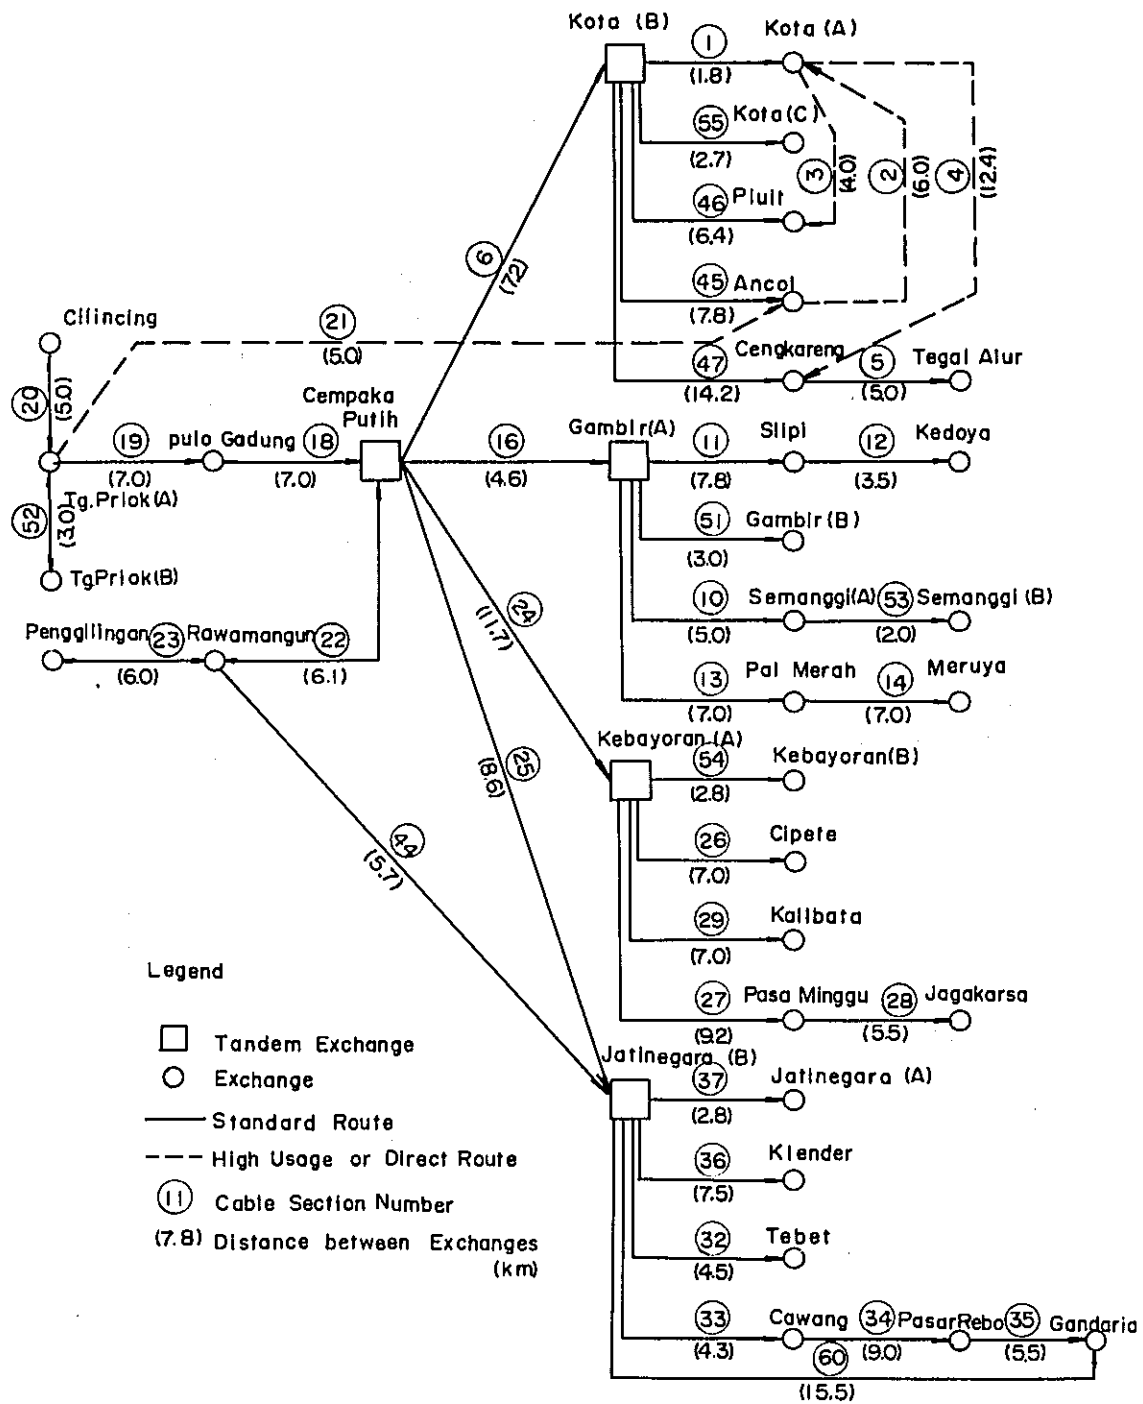 Kota (B)
1
(1.8)
Kota (A)
55
Kota (C)
(2.7)
46
Pluit
(6.4)
3
(4.0)
2
(6.0)
4
(12.4)
45
Ancol
(7.8)
47
Cengkareng
(14.2)
5
(5.0)
Tegal Alur
6
(7.2)
Cilincing
21
(5.0)
20
(5.0)
Cempaka
Putih
19
(7.0)
pulo Gadung
18
(7.0)
Tg.Priok(A)
52
(3.0)
Tg.Priok(B)
16
(4.6)
Gambir(A)
11
(7.8)
Slipi
12
(3.5)
Kedoya
51
Gambir (B)
(3.0)
10
Semanggi(A)
(5.0)
53
Semanggi (B)
(2.0)
13
Pal Merah
(7.0)
14
Meruya
(7.0)
Penggilingan
23
(6.0)
Rawamangun
22
(6.1)
24
(11.7)
25
(8.6)
44
(5.7)
Kebayoran (A)
54
Kebayoran(B)
(2.8)
26
Cipete
(7.0)
29
Kalibata
(7.0)
27
Pasa Minggu
(9.2)
28
Jagakarsa
(5.5)
Jatinegara (B)
37
Jatinegara (A)
(2.8)
36
Klender
(7.5)
32
Tebet
(4.5)
33
Cawang
(4.3)
34
Pasar Rebo
(9.0)
35
Gandaria
(5.5)
60
(15.5)
Legend
Tandem Exchange
Exchange
Standard Route
High Usage or Direct Route
11 Cable Section Number
(7.8) Distance between Exchanges
(km)